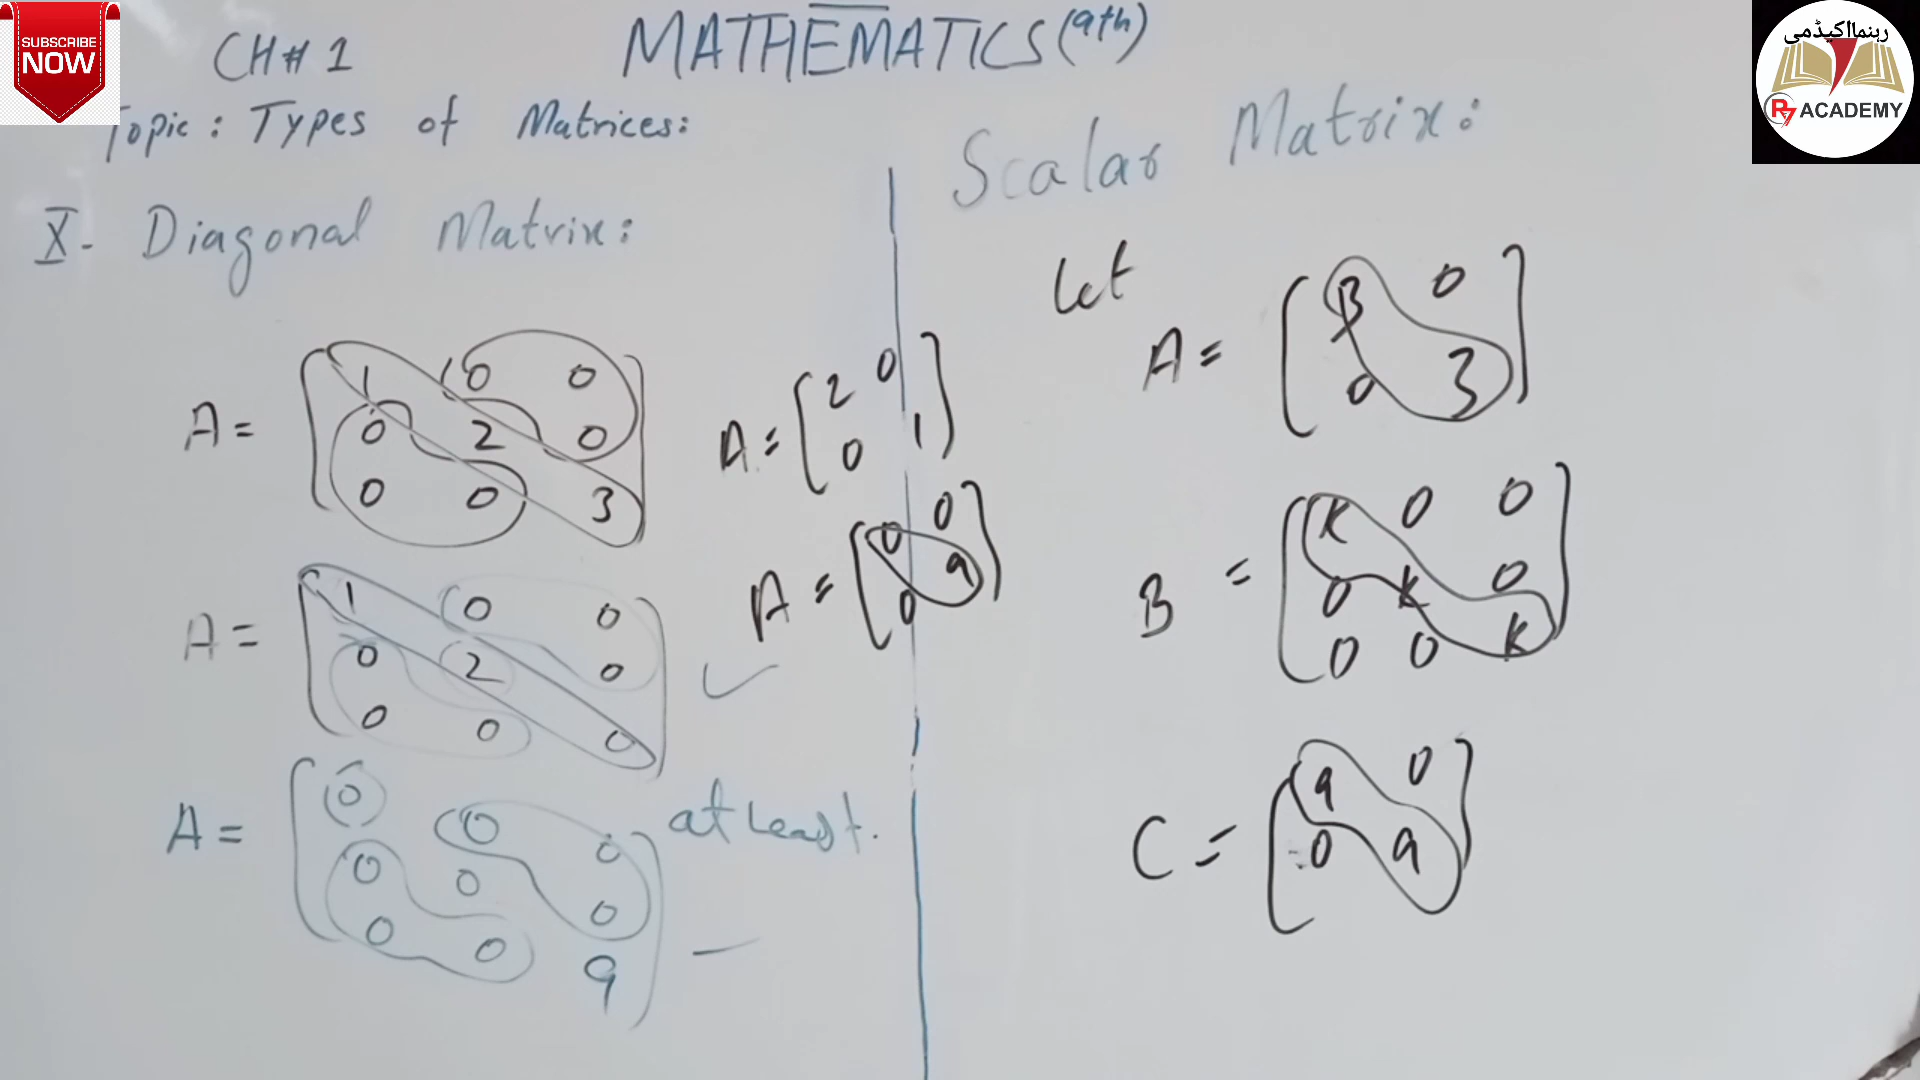 SUBSCRIBE
NOW
CH# 1
MATHEMATICS (9th)
رہنما اکیڈمی
R7 ACADEMY
Topic: Types of Matrices:
X- Diagonal Matrix:
A =
1 0 0
0 2 0
0 0 3
A =
2 0
0 1
A =
0 0
0 9
A =
1 0 0
0 2 0
0 0 0
A =
0 0 0
0 0 0
0 0 9
at least.
Scalar Matrix:
Let
A =
3 0
0 3
B =
K 0 0
0 K 0
0 0 K
C =
9 0
0 9